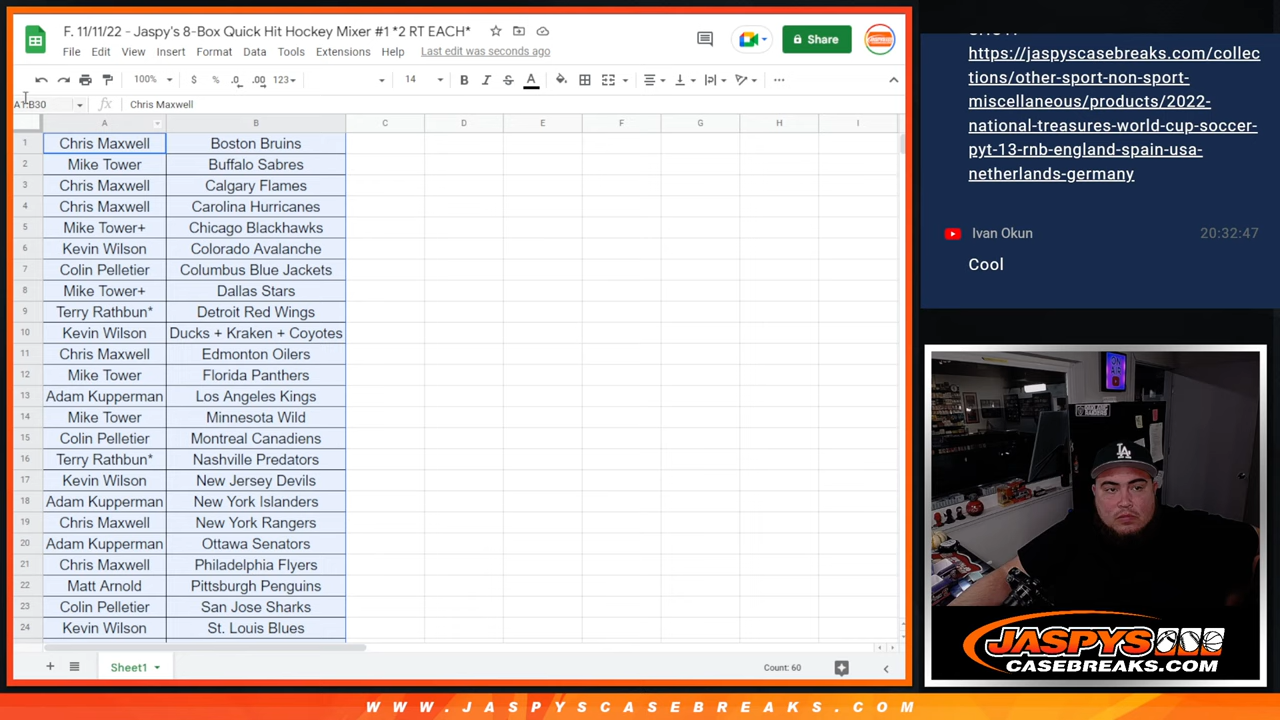 F. 11/11/22 - Jaspy's 8-Box Quick Hit Hockey Mixer #1 *2 RT EACH*
File Edit View Insert Format Data Tools Extensions Help Last edit was seconds ago
Share
100% $ % .0 .00 123 14 B I S A
A1:B30 fx Chris Maxwell
A B C D E F G H I
1 Chris Maxwell Boston Bruins
2 Mike Tower Buffalo Sabres
3 Chris Maxwell Calgary Flames
4 Chris Maxwell Carolina Hurricanes
5 Mike Tower+ Chicago Blackhawks
6 Kevin Wilson Colorado Avalanche
7 Colin Pelletier Columbus Blue Jackets
8 Mike Tower+ Dallas Stars
9 Terry Rathbun* Detroit Red Wings
10 Kevin Wilson Ducks + Kraken + Coyotes
11 Chris Maxwell Edmonton Oilers
12 Mike Tower Florida Panthers
13 Adam Kupperman Los Angeles Kings
14 Mike Tower Minnesota Wild
15 Colin Pelletier Montreal Canadiens
16 Terry Rathbun* Nashville Predators
17 Kevin Wilson New Jersey Devils
18 Adam Kupperman New York Islanders
19 Chris Maxwell New York Rangers
20 Adam Kupperman Ottawa Senators
21 Chris Maxwell Philadelphia Flyers
22 Matt Arnold Pittsburgh Penguins
23 Colin Pelletier San Jose Sharks
24 Kevin Wilson St. Louis Blues
Sheet1
Count: 60
https://jaspyscasebreaks.com/collec
tions/other-sport-non-sport-
miscellaneous/products/2022-
national-treasures-world-cup-soccer-
pyt-13-rnb-england-spain-usa-
netherlands-germany
Ivan Okun 20:32:47
Cool
ON AIR
LA
JASPYS
CASEBREAKS.COM
WWW.JASPYSCASEBREAKS.COM